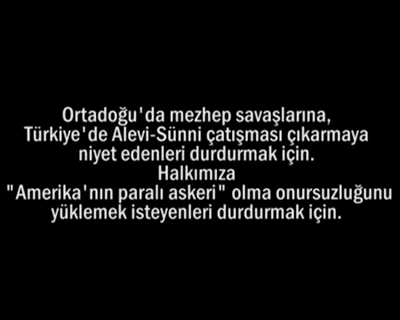 Ortadoğu'da mezhep savaşlarına,
Türkiye'de Alevi-Sünni çatışması çıkarmaya
niyet edenleri durdurmak için.
Halkımıza
"Amerika'nın paralı askeri" olma onursuzluğunu
yüklemek isteyenleri durdurmak için.